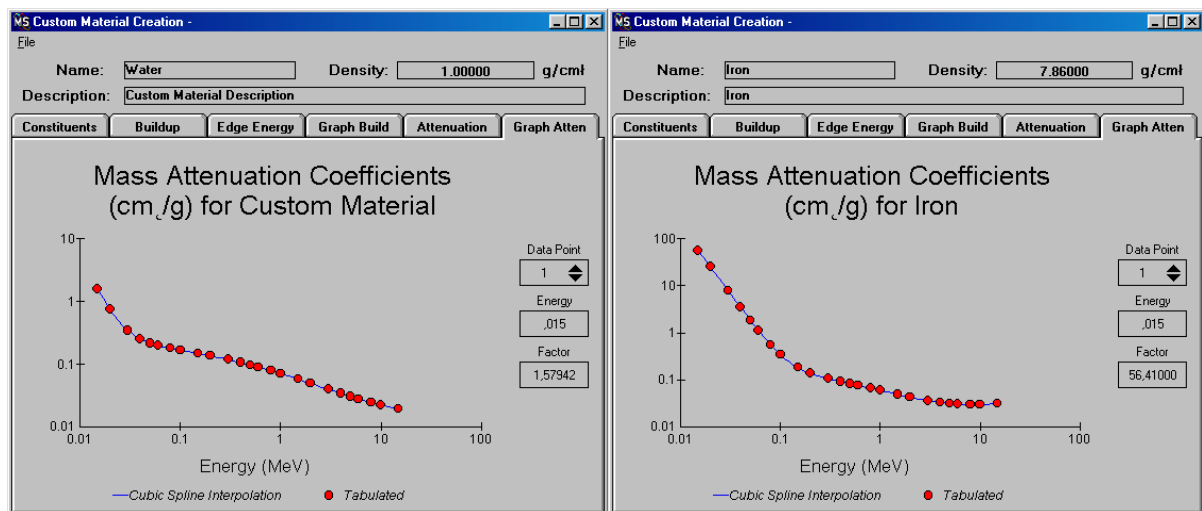 Custom Material Creation -
File
Name: Water Density: 1.00000 g/cmł
Description: Custom Material Description
Constituents Buildup Edge Energy Graph Build Attenuation Graph Atten
Mass Attenuation Coefficients
(cm˛/g) for Custom Material
Data Point
1
Energy
,015
Factor
1,57942
10
1
0.1
0.01
0.01 0.1 1 10 100
Energy (MeV)
Cubic Spline Interpolation Tabulated
Custom Material Creation -
File
Name: Iron Density: 7.86000 g/cmł
Description: Iron
Constituents Buildup Edge Energy Graph Build Attenuation Graph Atten
Mass Attenuation Coefficients
(cm˛/g) for Iron
Data Point
1
Energy
,015
Factor
56,41000
100
10
1
0.1
0.01
0.01 0.1 1 10 100
Energy (MeV)
Cubic Spline Interpolation Tabulated